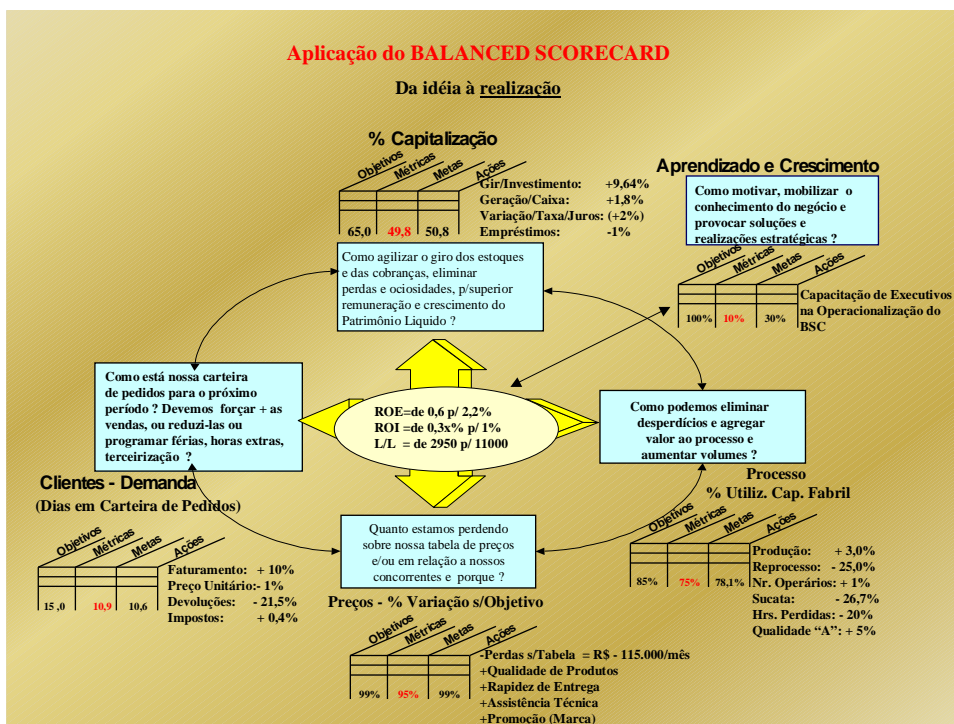 Aplicação do BALANCED SCORECARD
Da idéia à realização
% Capitalização
Objetivos Métricas Metas Ações
65,0 49,8 50,8
Gir/Investimento: +9,64%
Geração/Caixa: +1,8%
Variação/Taxa/Juros: (+2%)
Empréstimos: -1%
Como agilizar o giro dos estoques
e das cobranças, eliminar
perdas e ociosidades, p/superior
remuneração e crescimento do
Patrimônio Liquido ?
Aprendizado e Crescimento
Como motivar, mobilizar o
conhecimento do negócio e
provocar soluções e
realizações estratégicas ?
Objetivos Métricas Metas Ações
100% 10% 30%
Capacitação de Executivos
na Operacionalização do
BSC
Como está nossa carteira
de pedidos para o próximo
período ? Devemos forçar + as
vendas, ou reduzi-las ou
programar férias, horas extras,
terceirização ?
ROE=de 0,6 p/ 2,2%
ROI =de 0,3x% p/ 1%
L/L = de 2950 p/ 11000
Como podemos eliminar
desperdícios e agregar
valor ao processo e
aumentar volumes ?
Clientes - Demanda
(Dias em Carteira de Pedidos)
Objetivos Métricas Metas Ações
15 ,0 10,9 10,6
Faturamento: + 10%
Preço Unitário:- 1%
Devoluções: - 21,5%
Impostos: + 0,4%
Quanto estamos perdendo
sobre nossa tabela de preços
e/ou em relação a nossos
concorrentes e porque ?
Preços - % Variação s/Objetivo
Objetivos Métricas Metas Ações
99% 95% 99%
-Perdas s/Tabela = R$ - 115.000/mês
+Qualidade de Produtos
+Rapidez de Entrega
+Assistência Técnica
+Promoção (Marca)
Processo
% Utiliz. Cap. Fabril
Objetivos Métricas Metas Ações
85% 75% 78,1%
Produção: + 3,0%
Reprocesso: - 25,0%
Nr. Operários: + 1%
Sucata: - 26,7%
Hrs. Perdidas: - 20%
Qualidade “A”: + 5%